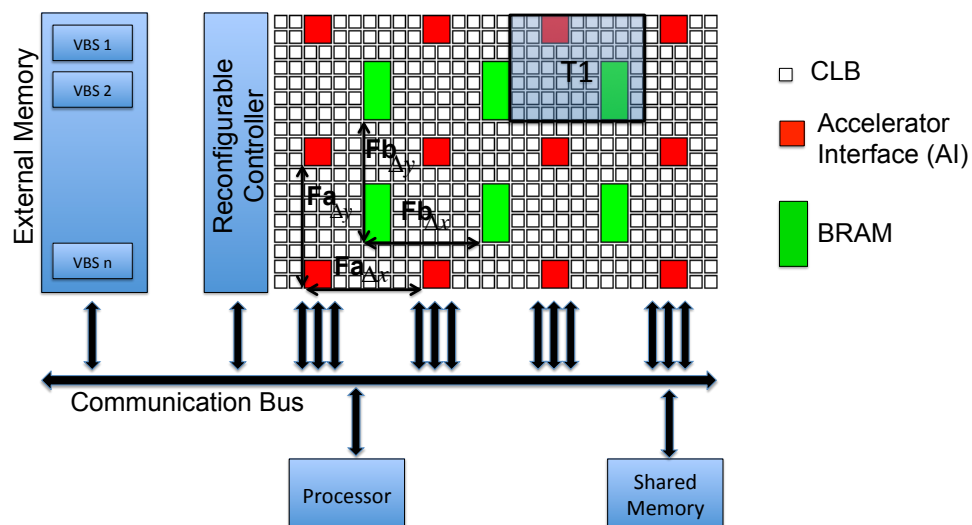 External Memory
VBS 1
VBS 2
VBS n
Reconfigurable
Controller
T1
Fb Δy
Fa Δy
Fb Δx
Fa Δx
CLB
Accelerator
Interface (AI)
BRAM
Communication Bus
Processor
Shared
Memory